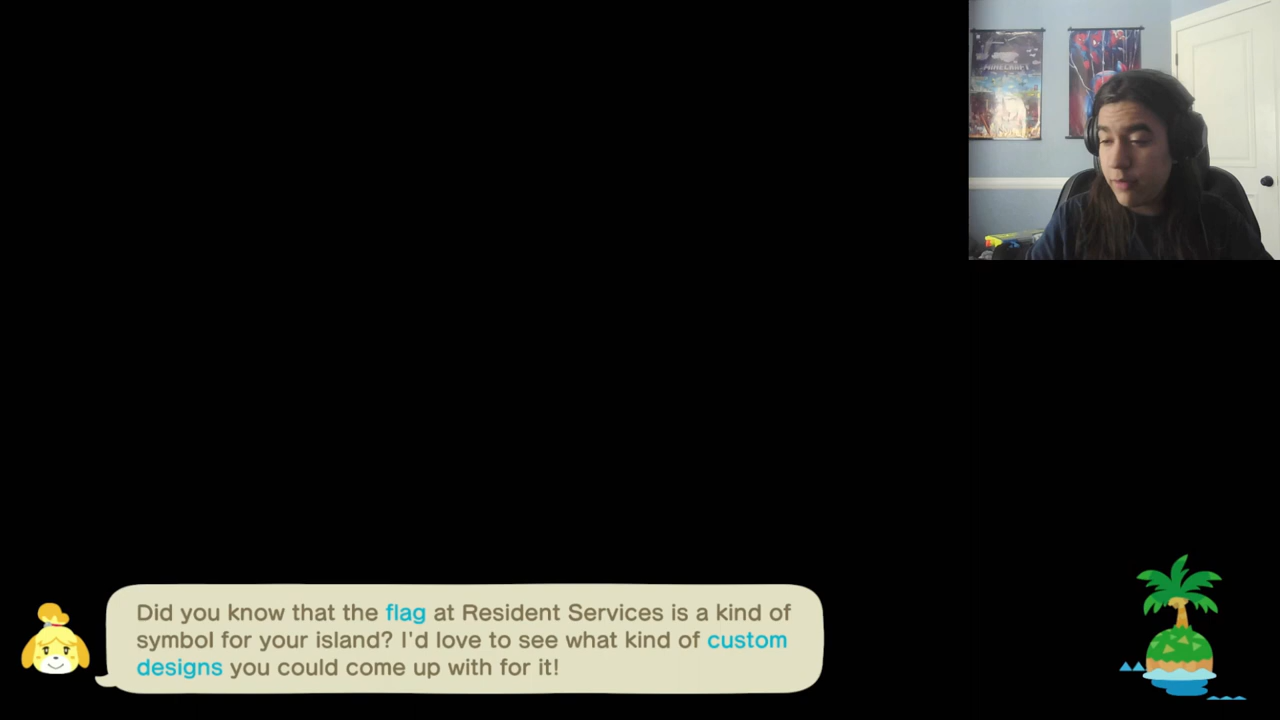 MINECRAFT
Did you know that the flag at Resident Services is a kind of
symbol for your island? I'd love to see what kind of custom
designs you could come up with for it!